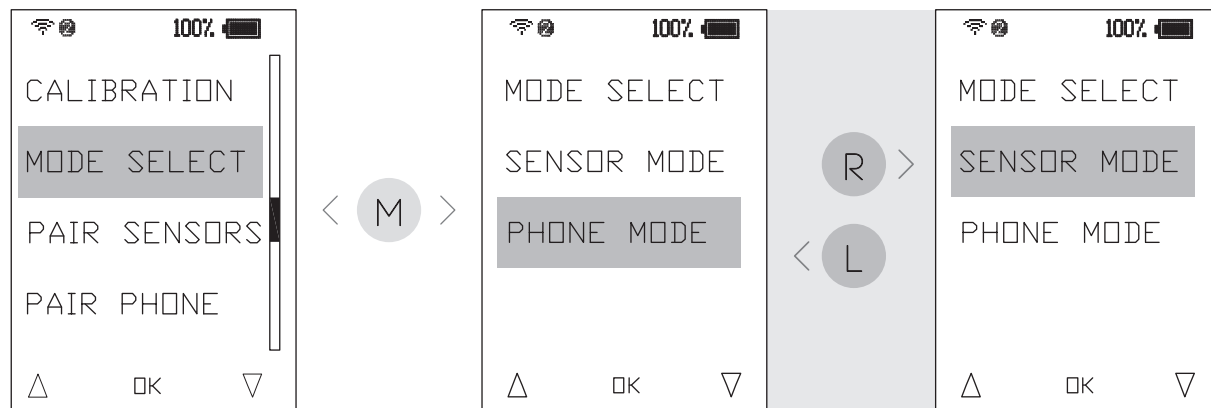 100%
CALIBRATION
MODE SELECT
PAIR SENSORS
PAIR PHONE
OK
< M >
100%
MODE SELECT
SENSOR MODE
PHONE MODE
OK
R >
< L
100%
MODE SELECT
SENSOR MODE
PHONE MODE
OK